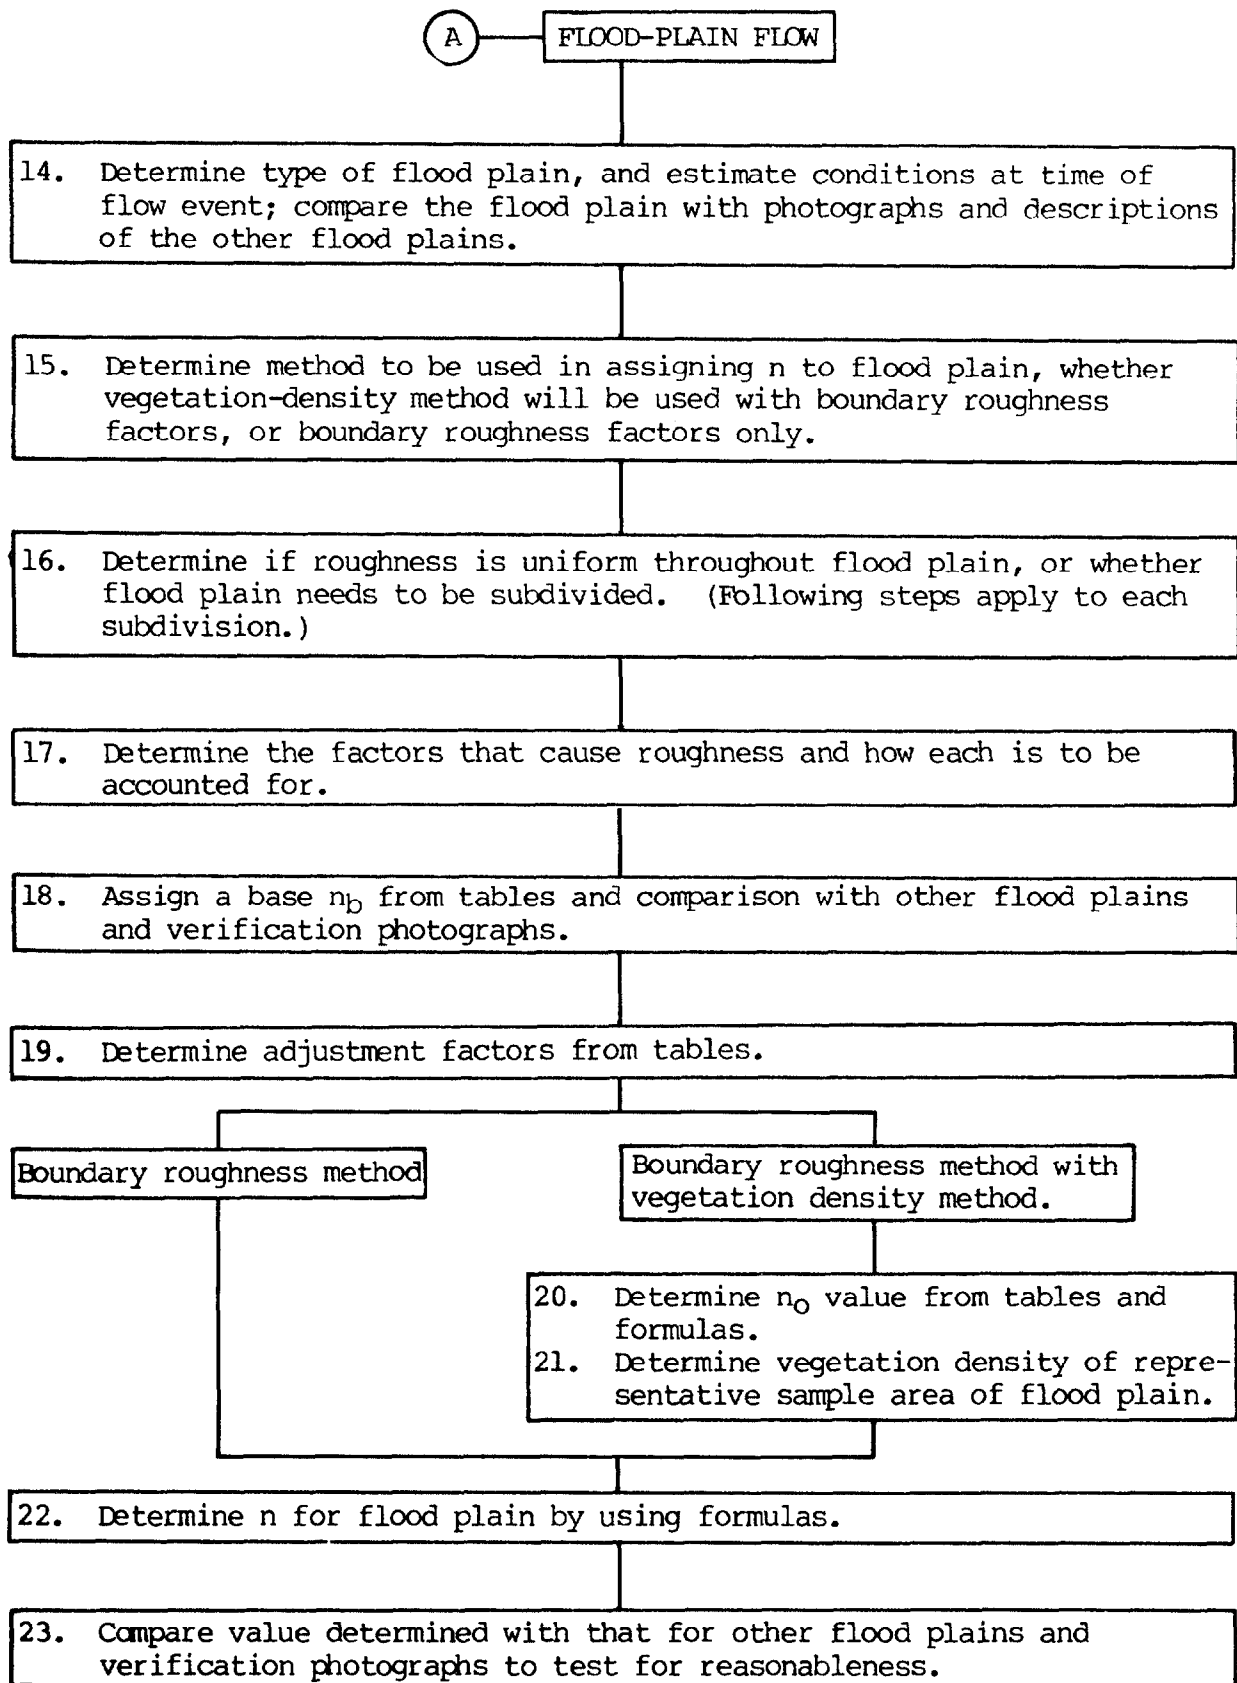 A FLOOD-PLAIN FLOW
14. Determine type of flood plain, and estimate conditions at time of
flow event; compare the flood plain with photographs and descriptions
of the other flood plains.
15. Determine method to be used in assigning n to flood plain, whether
vegetation-density method will be used with boundary roughness
factors, or boundary roughness factors only.
16. Determine if roughness is uniform throughout flood plain, or whether
flood plain needs to be subdivided. (Following steps apply to each
subdivision.)
17. Determine the factors that cause roughness and how each is to be
accounted for.
18. Assign a base nb from tables and comparison with other flood plains
and verification photographs.
19. Determine adjustment factors from tables.
Boundary roughness method
Boundary roughness method with
vegetation density method.
20. Determine no value from tables and
formulas.
21. Determine vegetation density of repre-
sentative sample area of flood plain.
22. Determine n for flood plain by using formulas.
23. Compare value determined with that for other flood plains and
verification photographs to test for reasonableness.